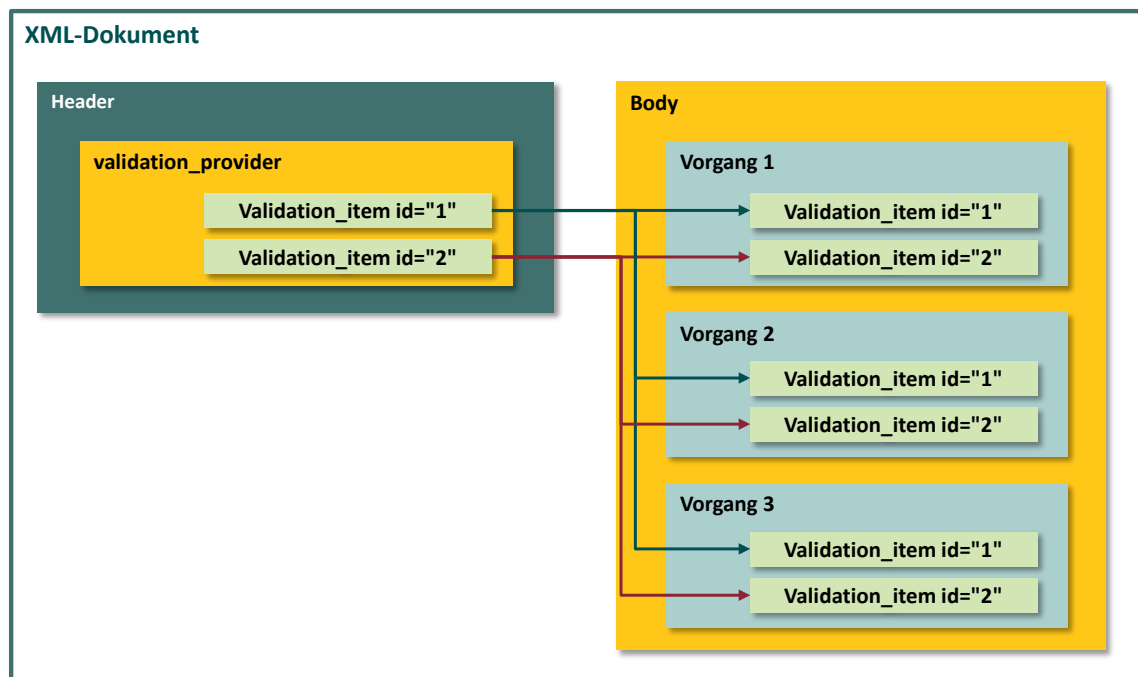 XML-Dokument
Header
validation_provider
Validation_item id="1"
Validation_item id="2"
Body
Vorgang 1
Validation_item id="1"
Validation_item id="2"
Vorgang 2
Validation_item id="1"
Validation_item id="2"
Vorgang 3
Validation_item id="1"
Validation_item id="2"